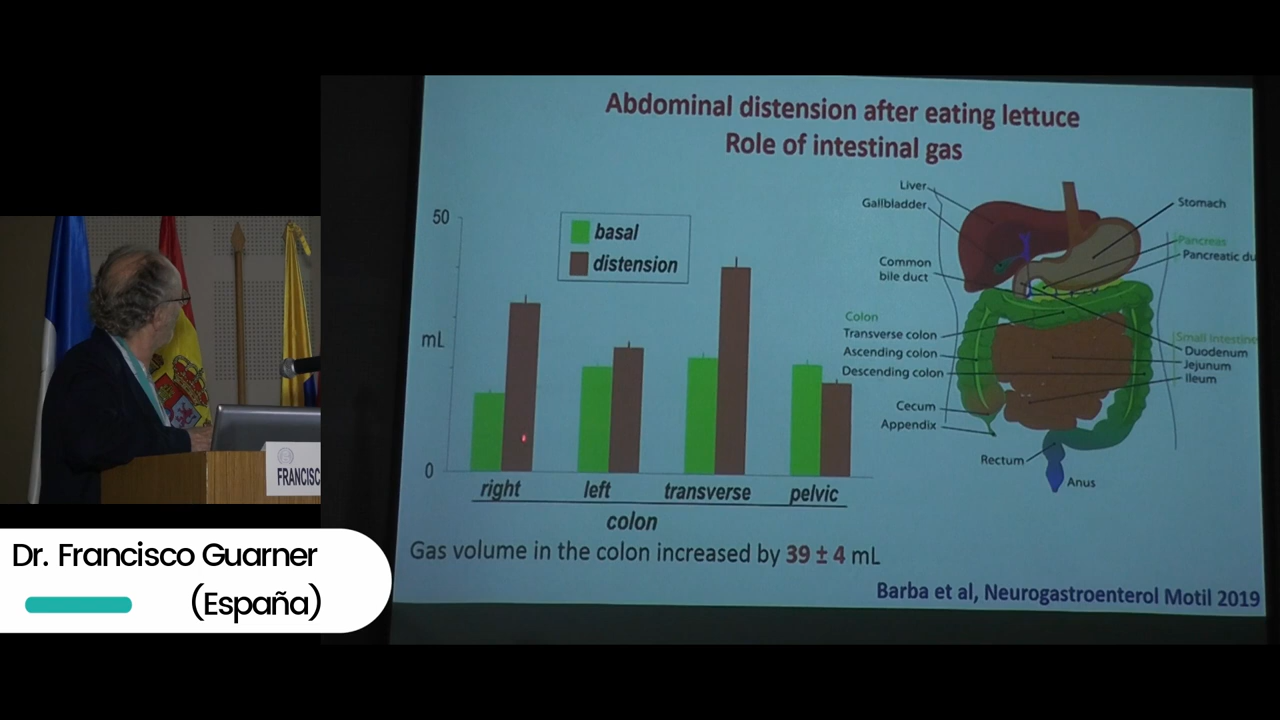 Abdominal distension after eating lettuce
Role of intestinal gas
50
basal
distension
mL
0
right
left
transverse
pelvic
colon
Gas volume in the colon increased by 39 ± 4 mL
Barba et al, Neurogastroenterol Motil 2019
Liver
Gallbladder
Common
bile duct
Colon
Transverse colon
Ascending colon
Descending colon
Cecum
Appendix
Rectum
Anus
Stomach
Pancreas
Pancreatic du
Small Intestine
Duodenum
Jejunum
Ileum
FRANCISC
Dr. Francisco Guarner
(España)